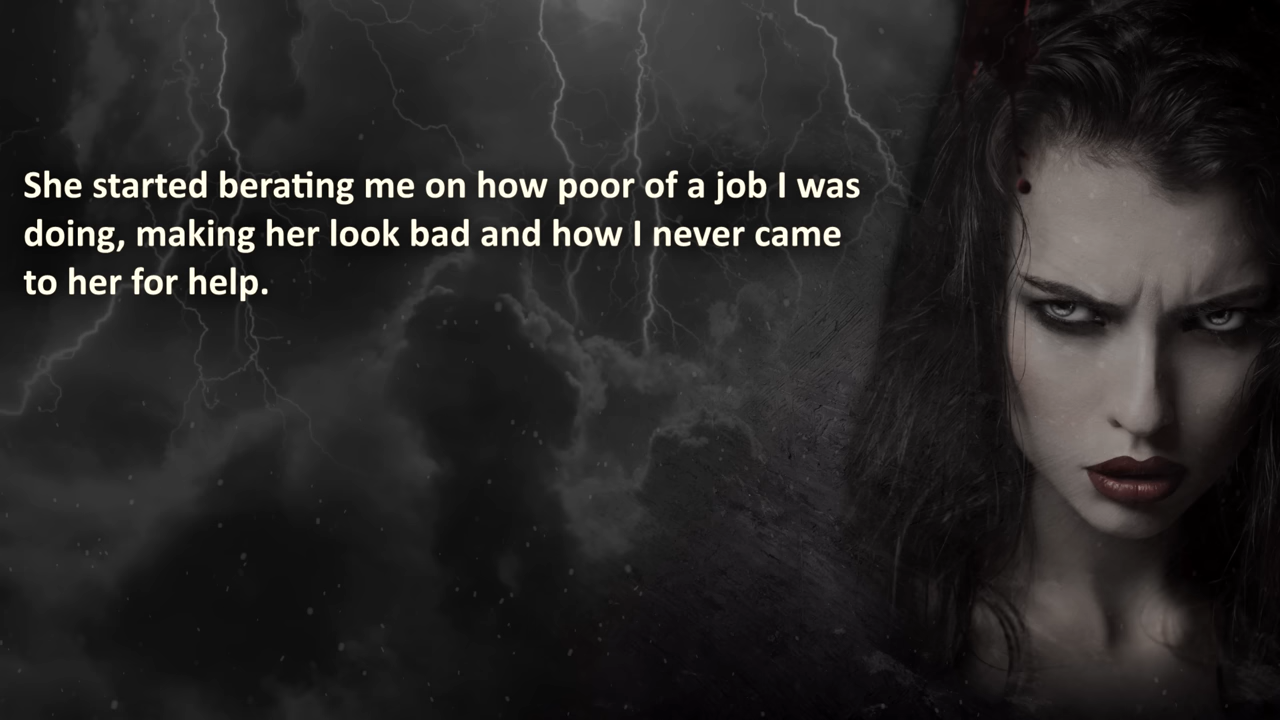 She started berating me on how poor of a job I was
doing, making her look bad and how I never came
to her for help.